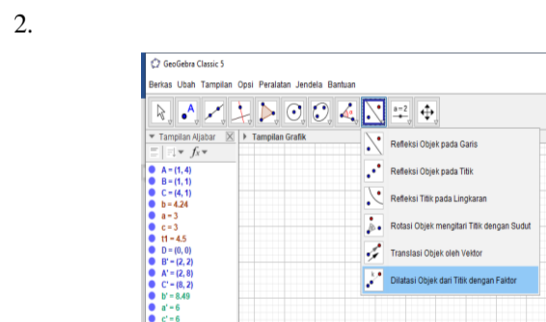 2.
GeoGebra Classic 5
Berkas Ubah Tampilan Opsi Peralatan Jendela Bantuan
A
a=2
Tampilan Aljabar
Tampilan Grafik
fx
A = (1, 4)
B = (1, 1)
C = (4, 1)
b = 4.24
a = 3
c = 3
t1 = 4.5
D = (0, 0)
B' = (2, 2)
A' = (2, 8)
C' = (8, 2)
b' = 8.49
a' = 6
c' = 6
Refleksi Objek pada Garis
Refleksi Objek pada Titik
Refleksi Titik pada Lingkaran
Rotasi Objek mengitari Titik dengan Sudut
Translasi Objek oleh Vektor
Dilatasi Objek dari Titik dengan Faktor